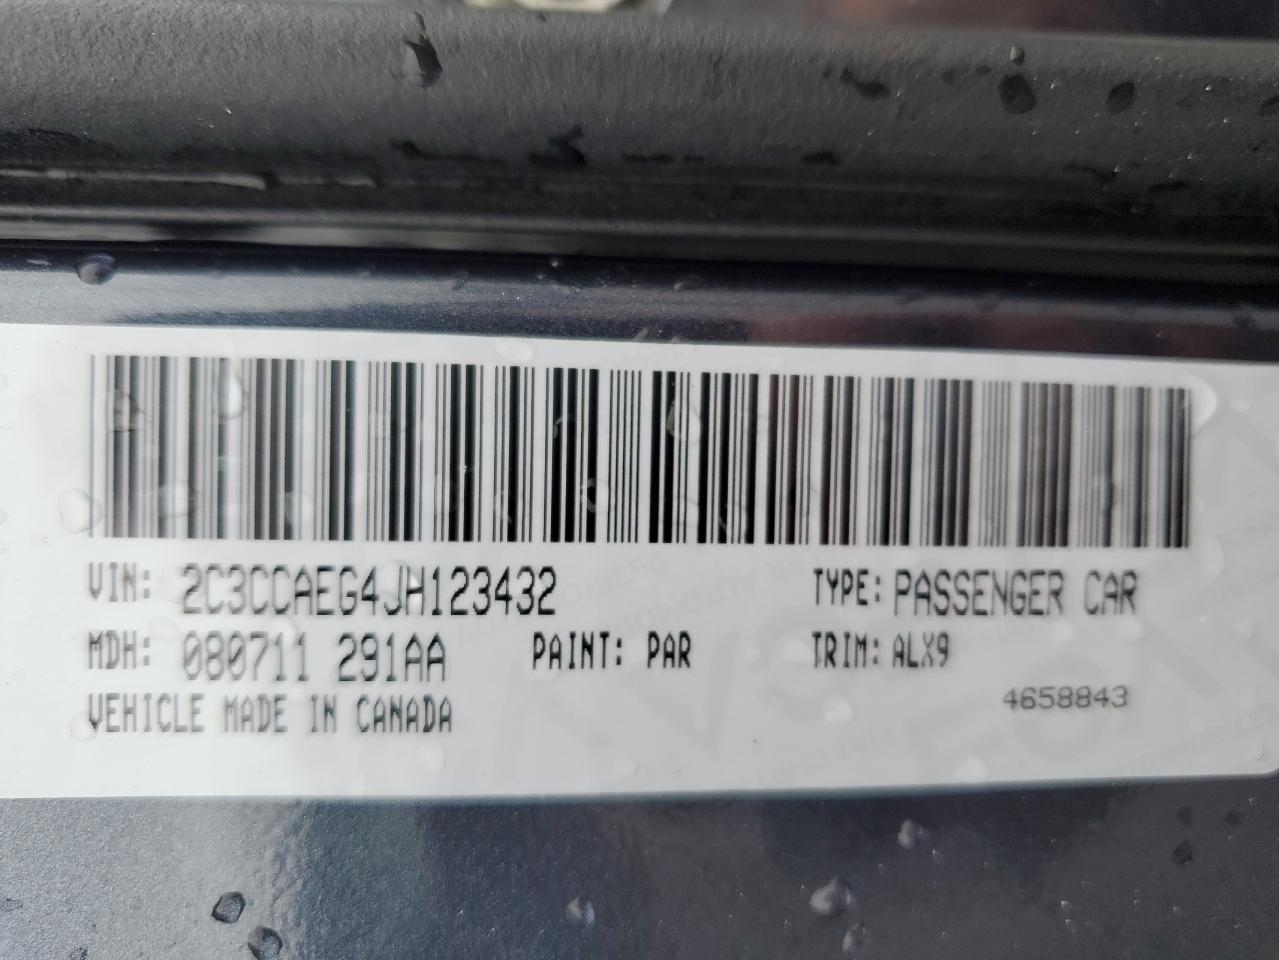 VIN: 2C3CCAEG4JH123432 TYPE: PASSENGER CAR
MDH: 080711 291AA PAINT: PAR TRIM: ALX9
VEHICLE MADE IN CANADA 4658843